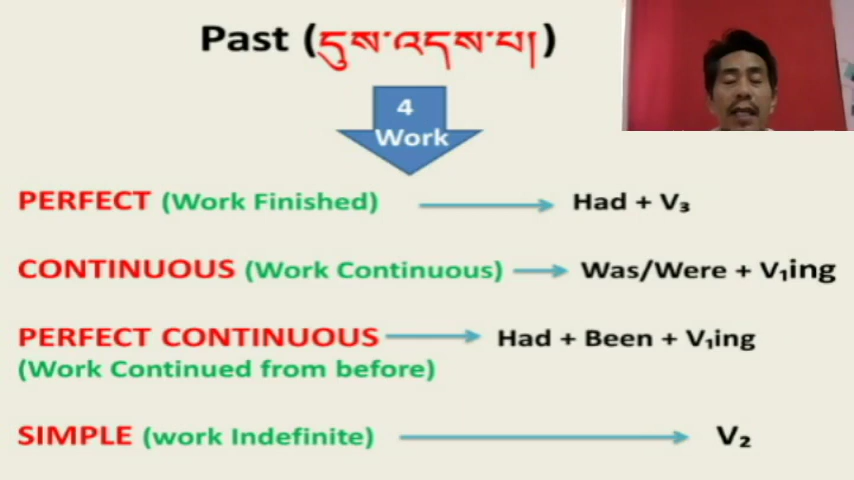 Past (དུས་འདས་པ།)
4
Work
PERFECT (Work Finished) Had + V₃
CONTINUOUS (Work Continuous) Was/Were + V₁ing
PERFECT CONTINUOUS Had + Been + V₁ing
(Work Continued from before)
SIMPLE (work Indefinite) V₂